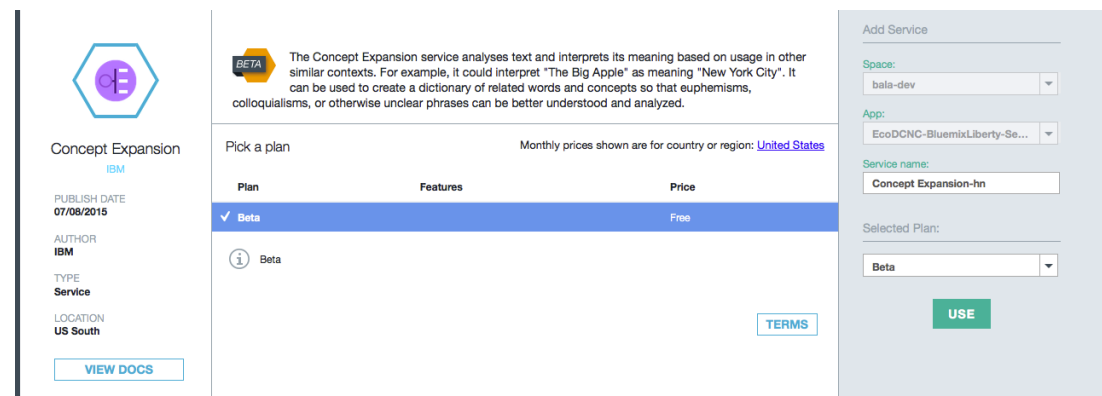 Concept Expansion
IBM
PUBLISH DATE
07/08/2015
AUTHOR
IBM
TYPE
Service
LOCATION
US South
VIEW DOCS
BETA
The Concept Expansion service analyses text and interprets its meaning based on usage in other
similar contexts. For example, it could interpret "The Big Apple" as meaning "New York City". It
can be used to create a dictionary of related words and concepts so that euphemisms,
colloquialisms, or otherwise unclear phrases can be better understood and analyzed.
Pick a plan Monthly prices shown are for country or region: United States
Plan Features Price
Beta Free
Beta
TERMS
Add Service
Space:
bala-dev
App:
EcoDCNC-BluemixLiberty-Se...
Service name:
Concept Expansion-hn
Selected Plan:
Beta
USE